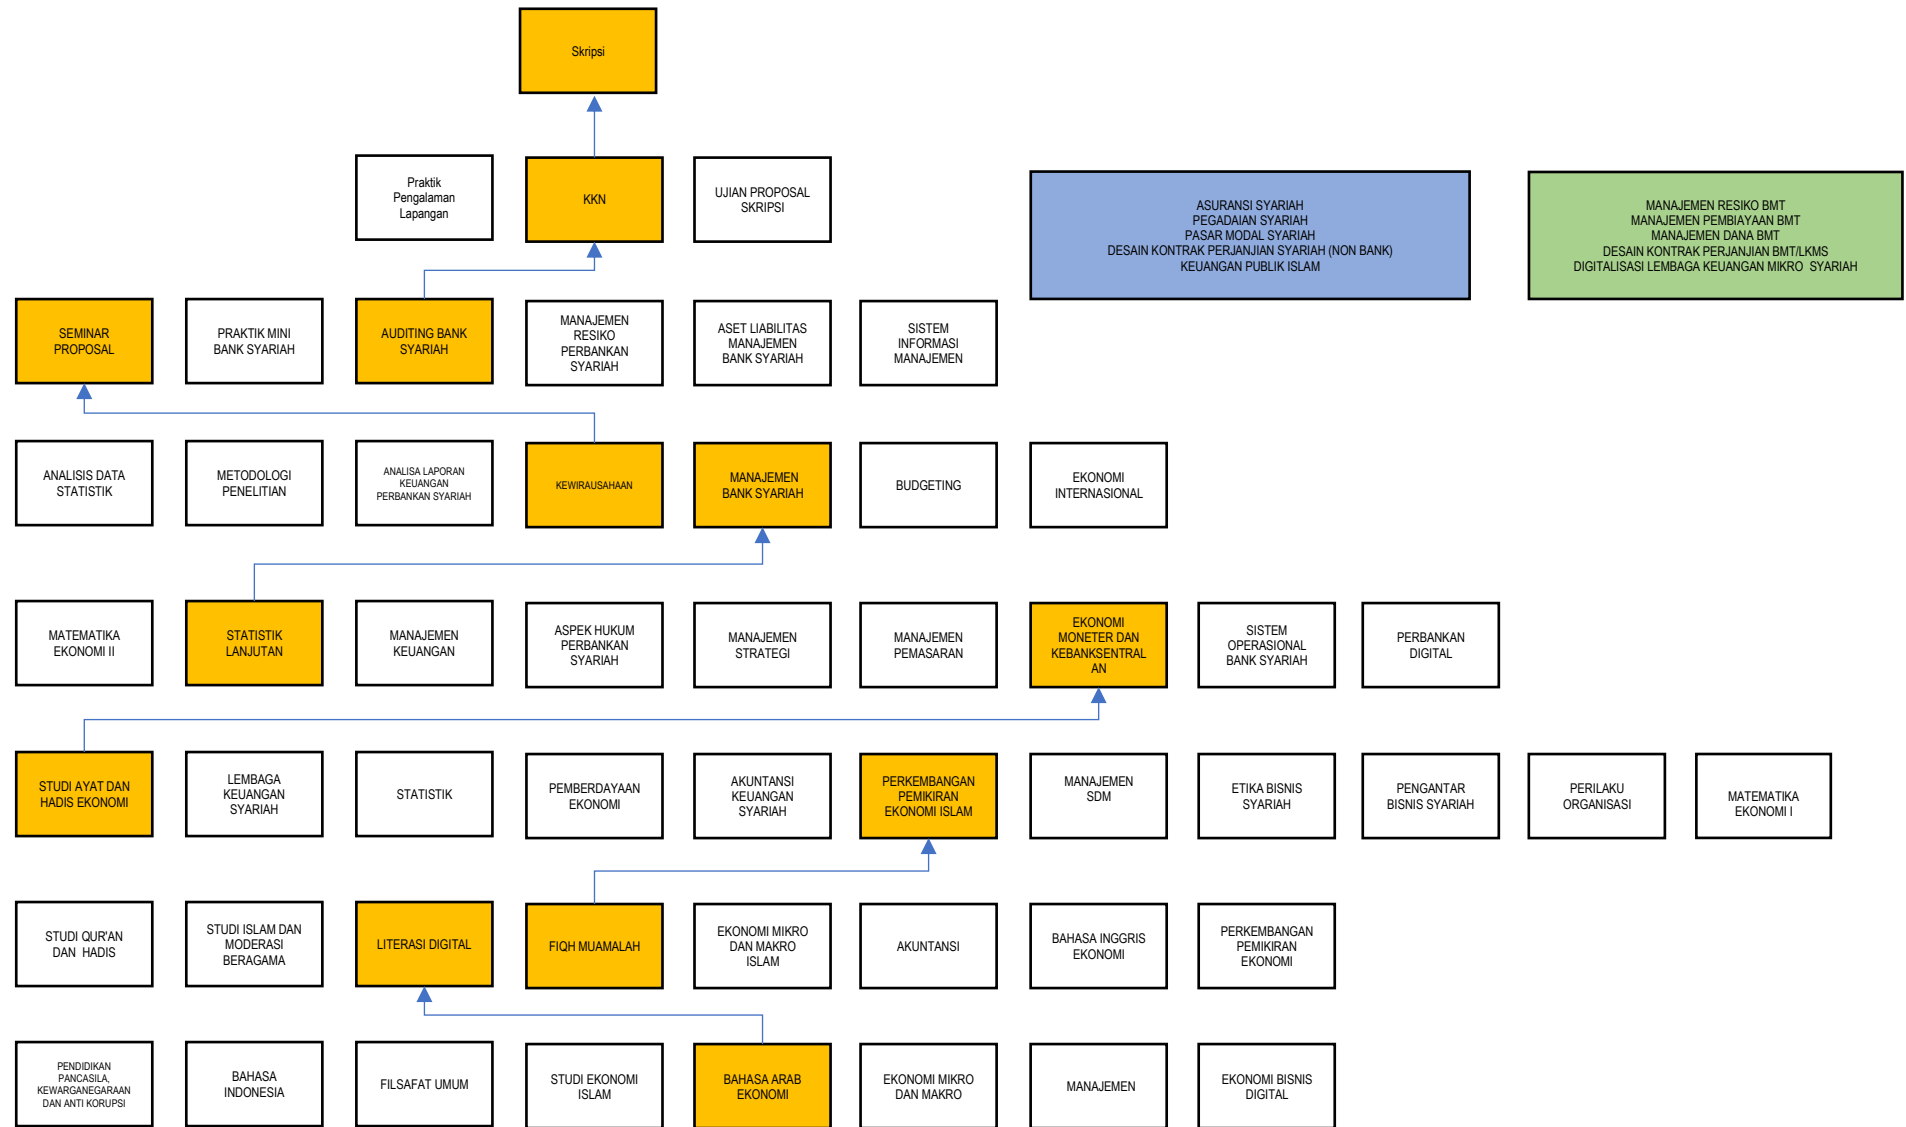 Skripsi
Praktik
Pengalaman
Lapangan
KKN
UJIAN PROPOSAL
SKRIPSI
ASURANSI SYARIAH
PEGADAIAN SYARIAH
PASAR MODAL SYARIAH
DESAIN KONTRAK PERJANJIAN SYARIAH (NON BANK)
KEUANGAN PUBLIK ISLAM
MANAJEMEN RESIKO BMT
MANAJEMEN PEMBIAYAAN BMT
MANAJEMEN DANA BMT
DESAIN KONTRAK PERJANJIAN BMT/LKMS
DIGITALISASI LEMBAGA KEUANGAN MIKRO SYARIAH
SEMINAR
PROPOSAL
PRAKTIK MINI
BANK SYARIAH
AUDITING BANK
SYARIAH
MANAJEMEN
RESIKO
PERBANKAN
SYARIAH
ASET LIABILITAS
MANAJEMEN
BANK SYARIAH
SISTEM
INFORMASI
MANAJEMEN
ANALISIS DATA
STATISTIK
METODOLOGI
PENELITIAN
ANALISA LAPORAN
KEUANGAN
PERBANKAN SYARIAH
KEWIRAUSAHAAN
MANAJEMEN
BANK SYARIAH
BUDGETING
EKONOMI
INTERNASIONAL
MATEMATIKA
EKONOMI II
STATISTIK
LANJUTAN
MANAJEMEN
KEUANGAN
ASPEK HUKUM
PERBANKAN
SYARIAH
MANAJEMEN
STRATEGI
MANAJEMEN
PEMASARAN
EKONOMI
MONETER DAN
KEBANKSENTRAL
AN
SISTEM
OPERASIONAL
BANK SYARIAH
PERBANKAN
DIGITAL
STUDI AYAT DAN
HADIS EKONOMI
LEMBAGA
KEUANGAN
SYARIAH
STATISTIK
PEMBERDAYAAN
EKONOMI
AKUNTANSI
KEUANGAN
SYARIAH
PERKEMBANGAN
PEMIKIRAN
EKONOMI ISLAM
MANAJEMEN
SDM
ETIKA BISNIS
SYARIAH
PENGANTAR
BISNIS SYARIAH
PERILAKU
ORGANISASI
MATEMATIKA
EKONOMI I
STUDI QUR'AN
DAN HADIS
STUDI ISLAM DAN
MODERASI
BERAGAMA
LITERASI DIGITAL
FIQH MUAMALAH
EKONOMI MIKRO
DAN MAKRO
ISLAM
AKUNTANSI
BAHASA INGGRIS
EKONOMI
PERKEMBANGAN
PEMIKIRAN
EKONOMI
PENDIDIKAN
PANCASILA,
KEWARGANEGARAAN
DAN ANTI KORUPSI
BAHASA
INDONESIA
FILSAFAT UMUM
STUDI EKONOMI
ISLAM
BAHASA ARAB
EKONOMI
EKONOMI MIKRO
DAN MAKRO
MANAJEMEN
EKONOMI BISNIS
DIGITAL